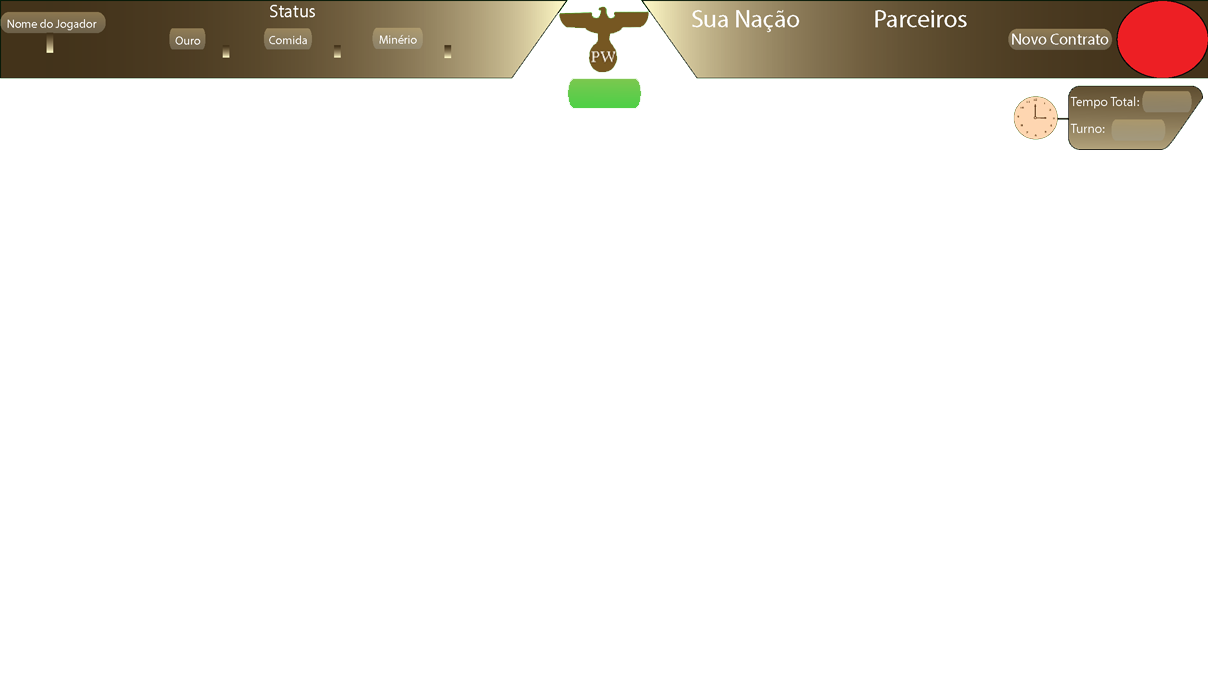 Nome do Jogador
Status
Ouro
Comida
Minério
PW
Sua Nação
Parceiros
Novo Contrato
Tempo Total:
Turno: